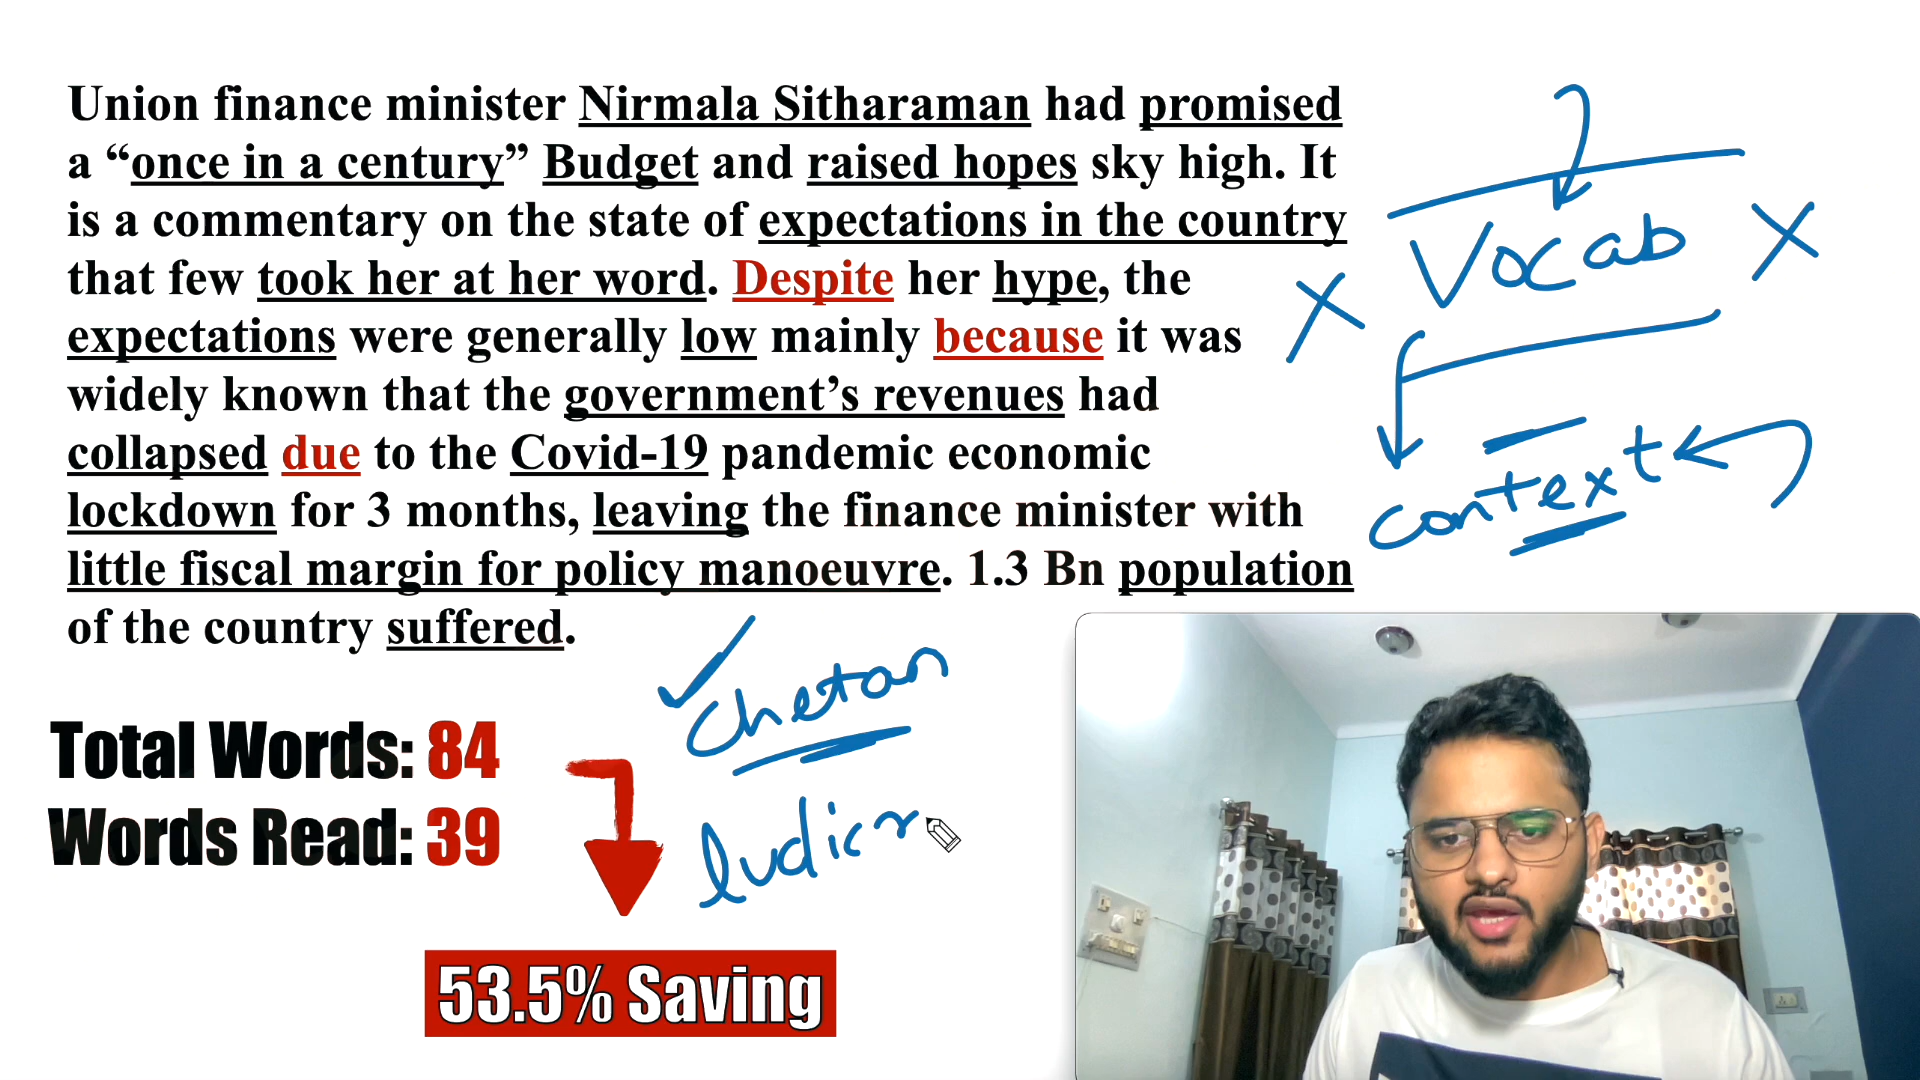 Union finance minister Nirmala Sitharaman had promised
a “once in a century” Budget and raised hopes sky high. It
is a commentary on the state of expectations in the country
that few took her at her word. Despite her hype, the
expectations were generally low mainly because it was
widely known that the government’s revenues had
collapsed due to the Covid-19 pandemic economic
lockdown for 3 months, leaving the finance minister with
little fiscal margin for policy manoeuvre. 1.3 Bn population
of the country suffered.
Vocab
context
Chetan
ludicr
Total Words: 84
Words Read: 39
53.5% Saving